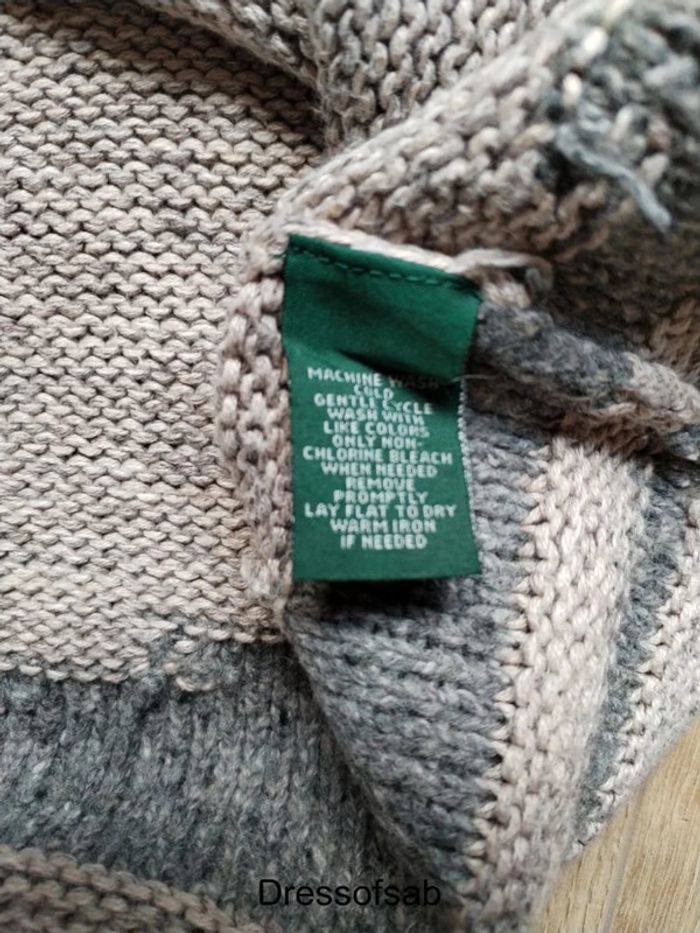 MACHINE WASH
COLD
GENTLE CYCLE
WASH WITH
LIKE COLORS
ONLY NON-
CHLORINE BLEACH
WHEN NEEDED
REMOVE
PROMPTLY
LAY FLAT TO DRY
WARM IRON
IF NEEDED
Dressofsab